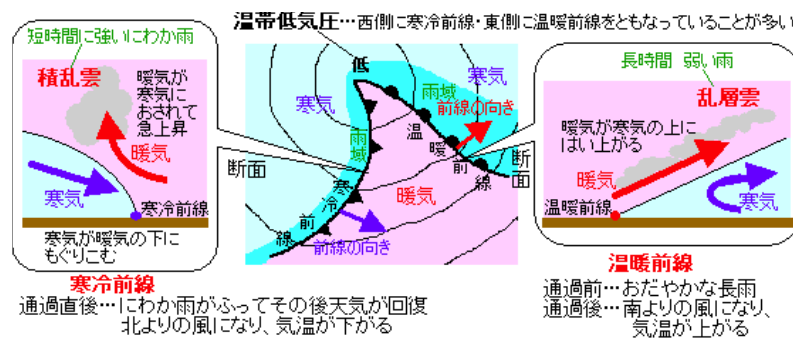 温帯低気圧…西側に寒冷前線・東側に温暖前線をともなっていることが多い
短時間に強いにわか雨
積乱雲
暖気が
寒気に
おされて
急上昇
暖気
寒気
寒冷前線
寒気が暖気の下に
もぐりこむ
寒冷前線
通過直後…にわか雨がふってその後天気が回復
北よりの風になり、気温が下がる
低
寒気
寒気
雨域
前線の向き
雨域
温暖前線
断面
断面
暖気
寒冷前線
前線の向き
長時間 弱い雨
乱層雲
暖気が寒気の上に
はい上がる
暖気
寒気
温暖前線
温暖前線
通過前…おだやかな長雨
通過後…南よりの風になり、
気温が上がる